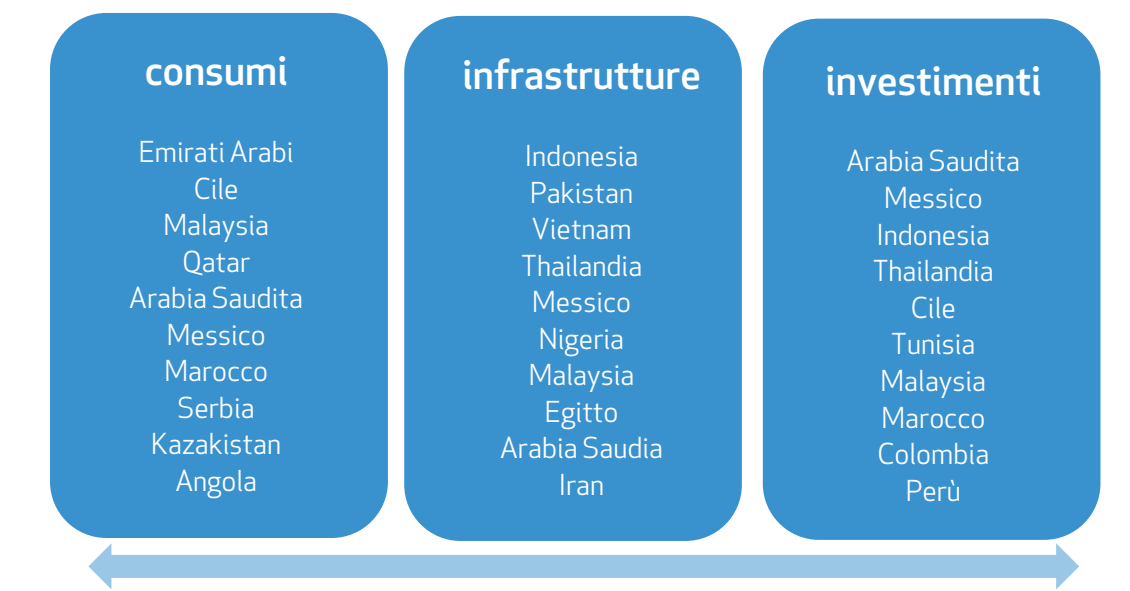 consumi
Emirati Arabi
Cile
Malaysia
Qatar
Arabia Saudita
Messico
Marocco
Serbia
Kazakistan
Angola
infrastrutture
Indonesia
Pakistan
Vietnam
Thailandia
Messico
Nigeria
Malaysia
Egitto
Arabia Saudia
Iran
investimenti
Arabia Saudita
Messico
Indonesia
Thailandia
Cile
Tunisia
Malaysia
Marocco
Colombia
Perù